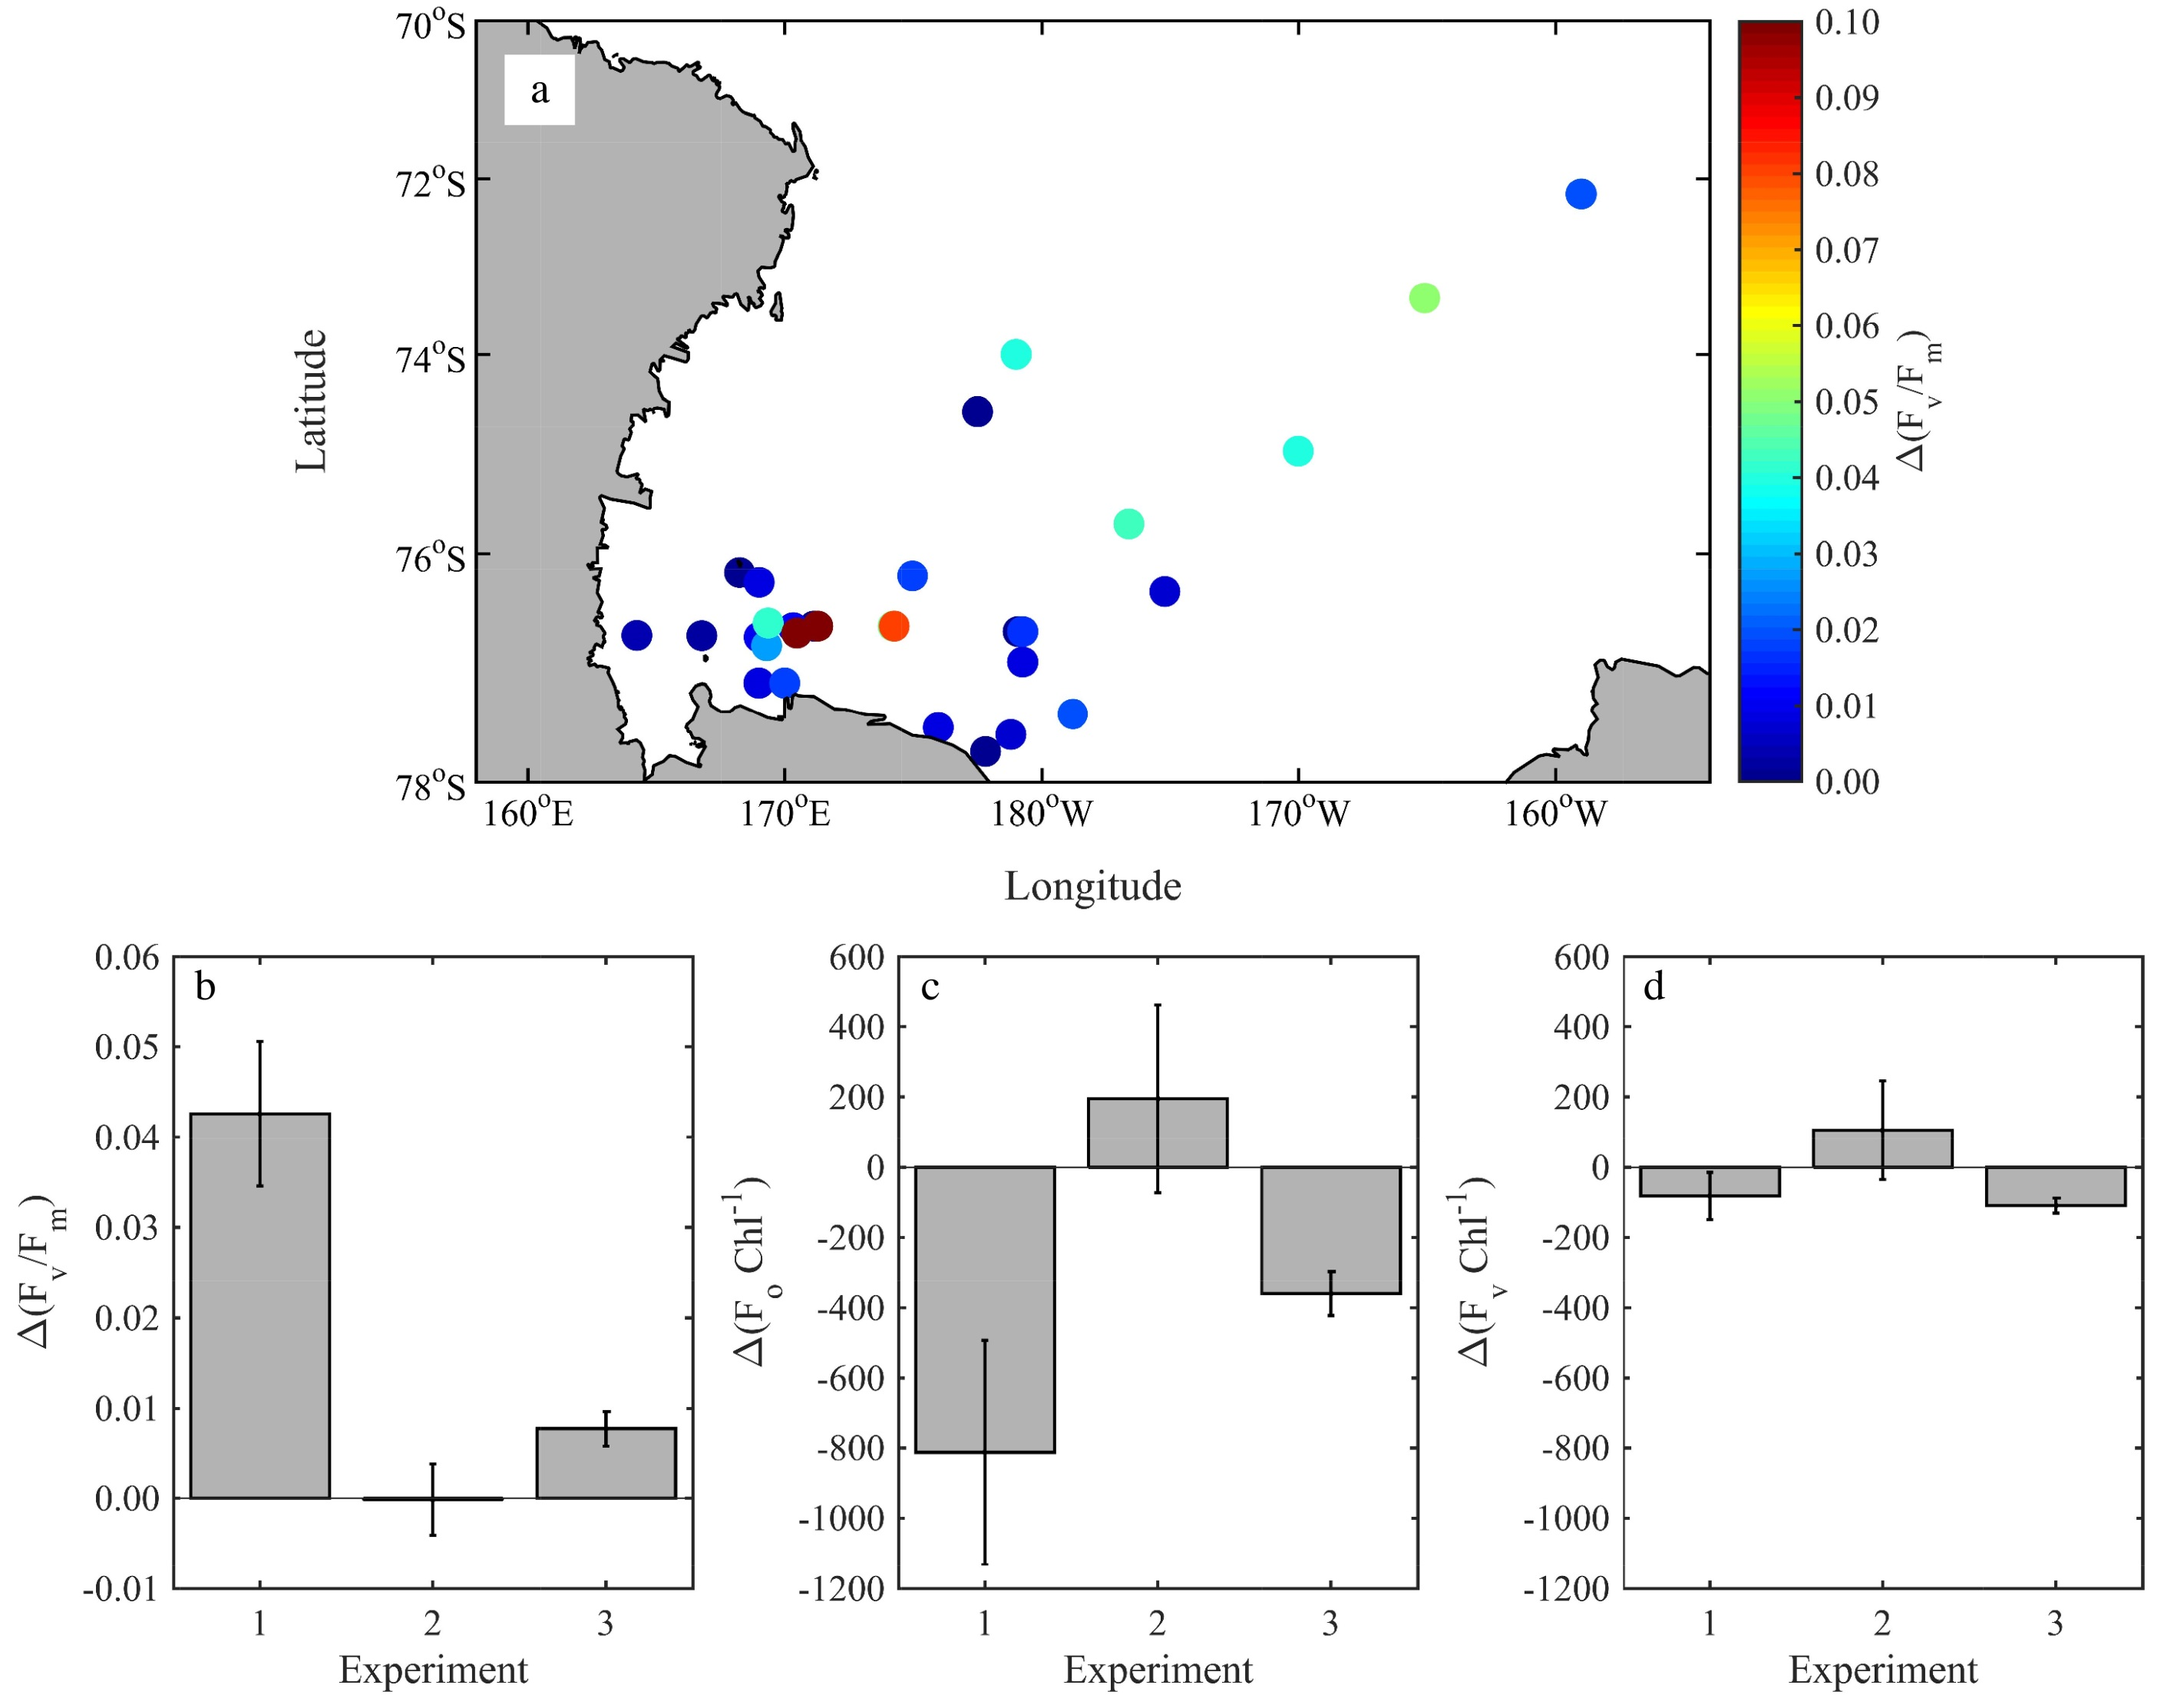 a
70°S
72°S
74°S
76°S
78°S
Latitude
160°E 170°E 180°W 170°W 160°W
Longitude
0.10
0.09
0.08
0.07
0.06
0.05
0.04
0.03
0.02
0.01
0.00
Δ(Fv/Fm)
b
0.06
0.05
0.04
0.03
0.02
0.01
0.00
-0.01
Δ(Fv/Fm)
1 2 3
Experiment
c
600
400
200
0
-200
-400
-600
-800
-1000
-1200
Δ(Fo Chl-1)
1 2 3
Experiment
d
600
400
200
0
-200
-400
-600
-800
-1000
-1200
Δ(Fv Chl-1)
1 2 3
Experiment